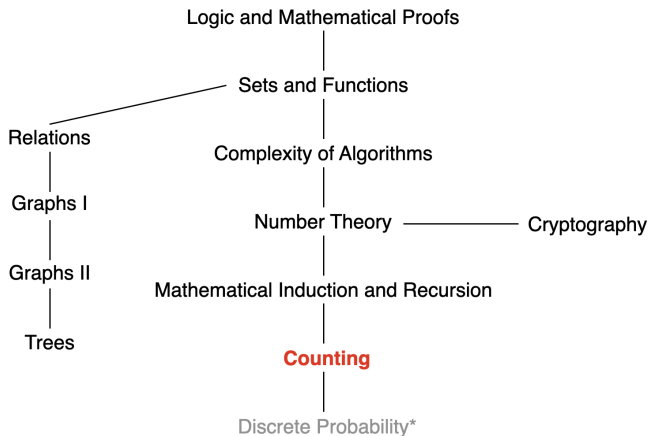 Logic and Mathematical Proofs
Sets and Functions
Relations
Complexity of Algorithms
Graphs I
Number Theory
Cryptography
Graphs II
Mathematical Induction and Recursion
Trees
Counting
Discrete Probability*